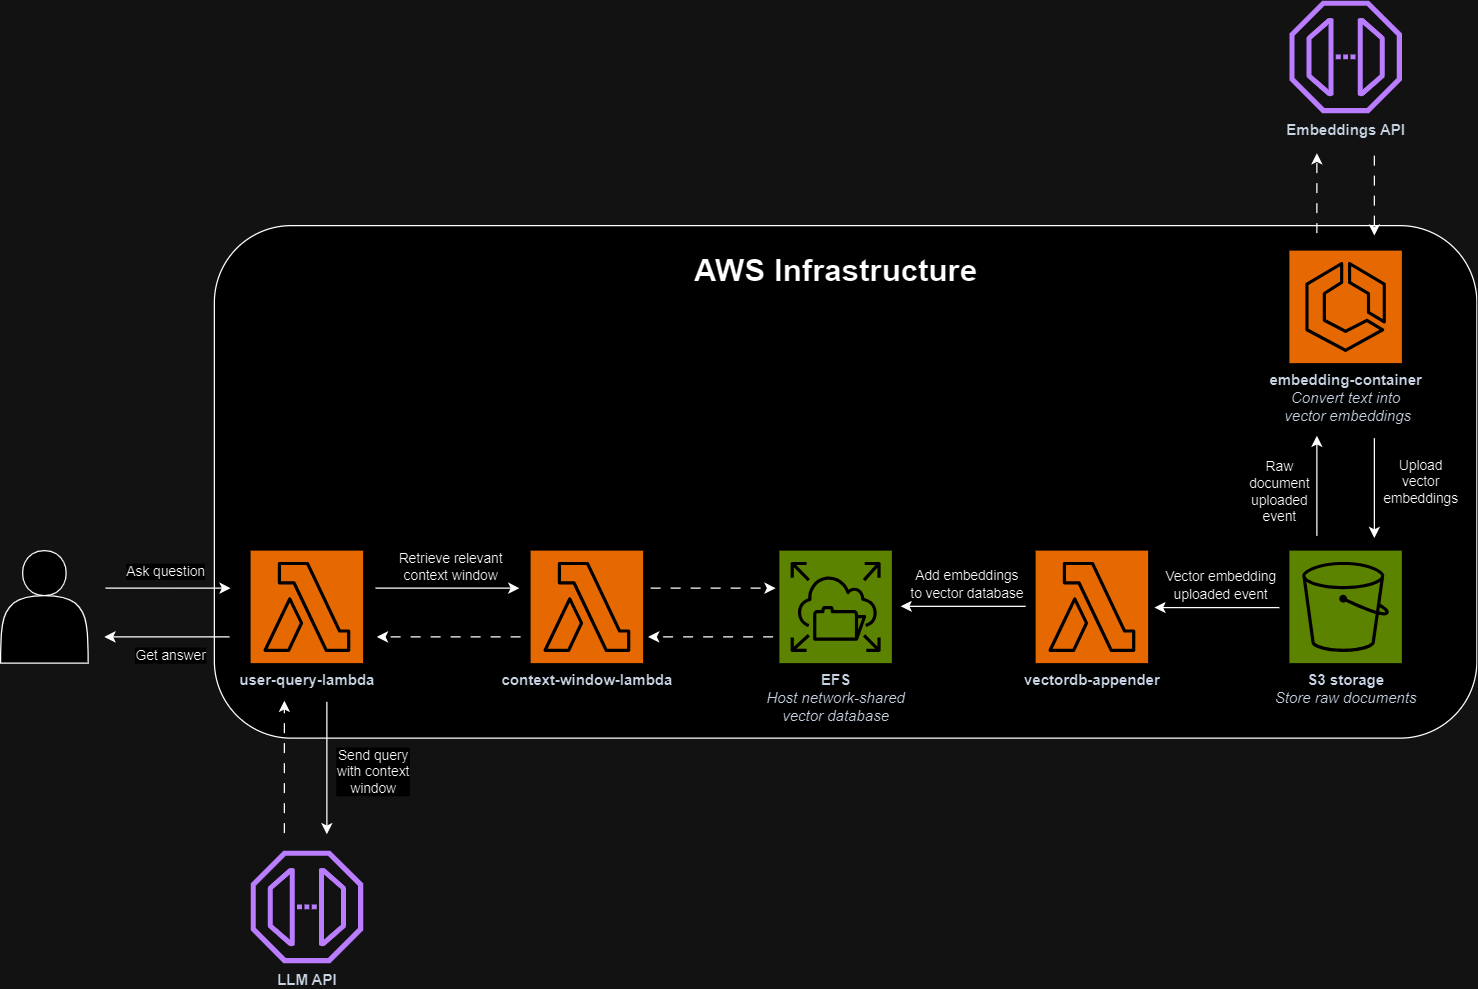 Embeddings API
AWS Infrastructure
embedding-container
Convert text into
vector embeddings
Raw
document
uploaded
event
Upload
vector
embeddings
Ask question
Get answer
Retrieve relevant
context window
Add embeddings
to vector database
Vector embedding
uploaded event
user-query-lambda
context-window-lambda
EFS
Host network-shared
vector database
vectordb-appender
S3 storage
Store raw documents
Send query
with context
window
LLM API